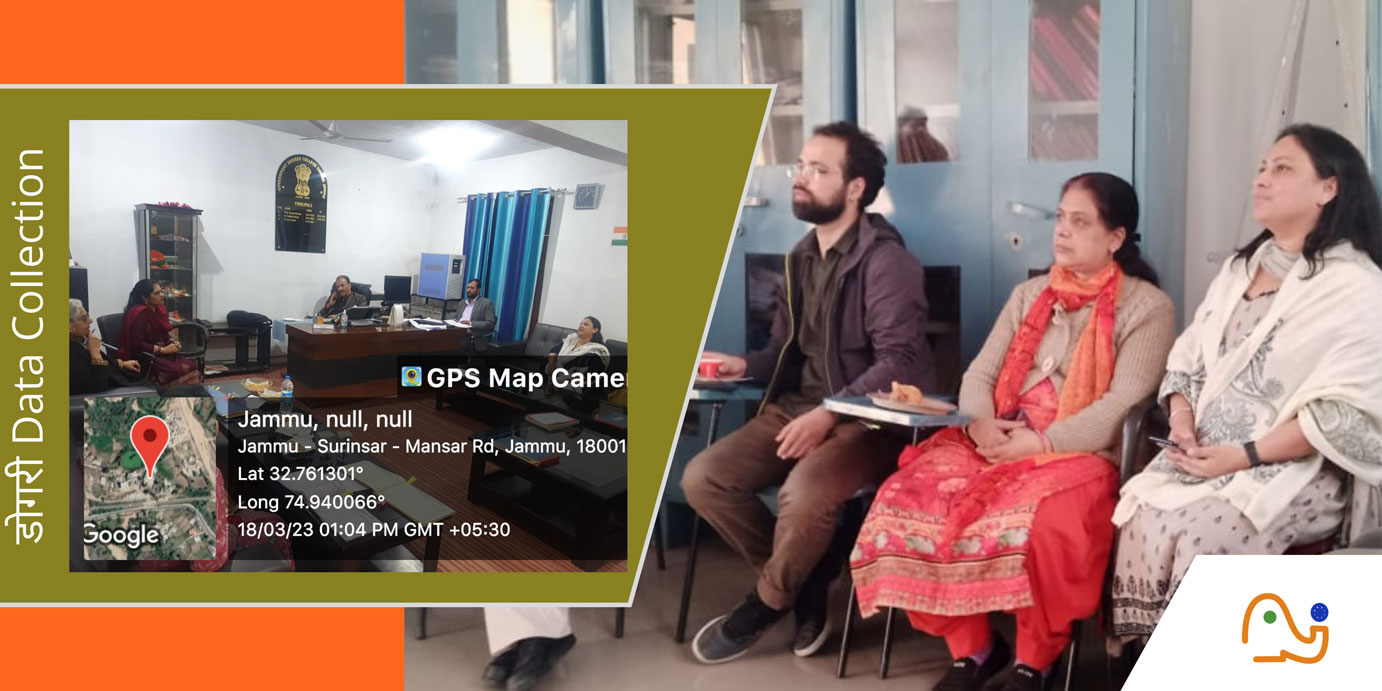 डोगरी Data Collection
PRINCIPALS
GPS Map Came
Jammu, null, null
Jammu - Surinsar - Mansar Rd, Jammu, 18001
Lat 32.761301°
Long 74.940066°
18/03/23 01:04 PM GMT +05:30
Google